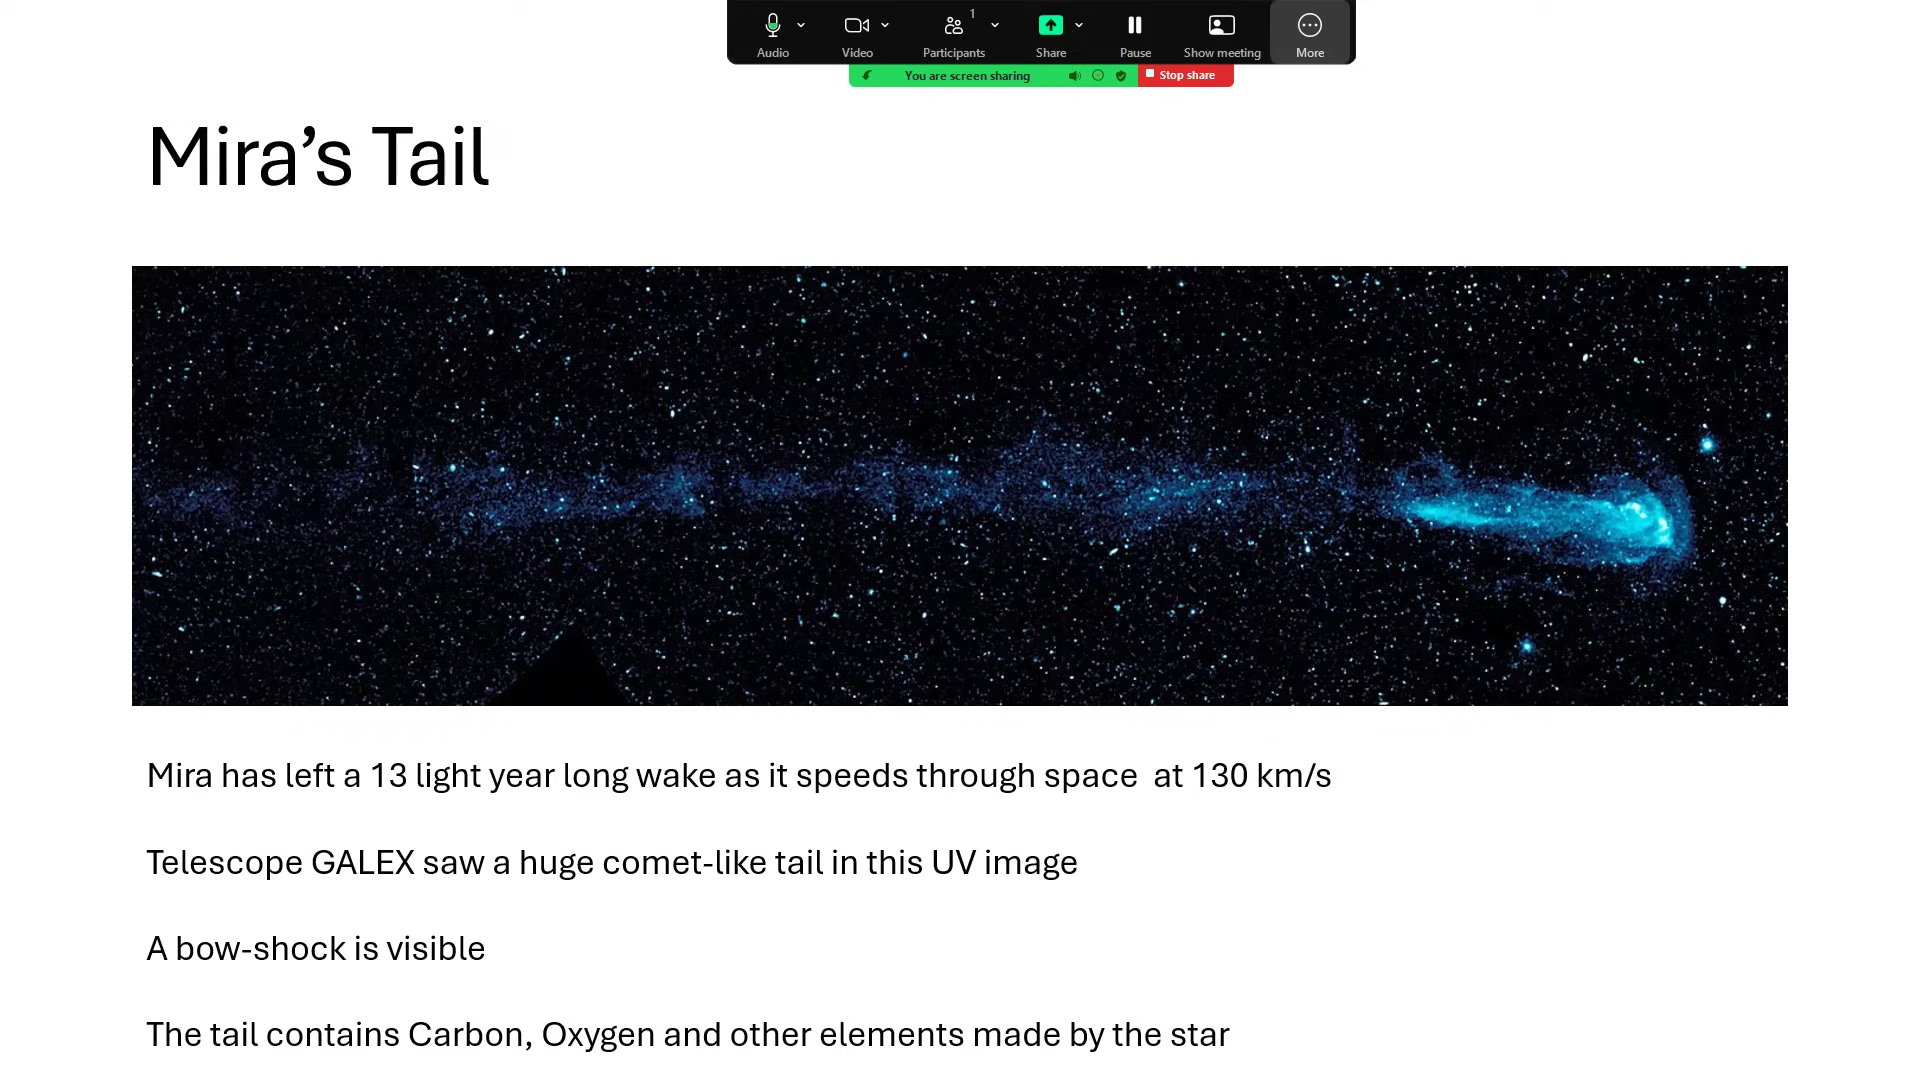 1
Audio Video Participants Share Pause Show meeting More
You are screen sharing Stop share
Mira’s Tail
Mira has left a 13 light year long wake as it speeds through space  at 130 km/s
Telescope GALEX saw a huge comet-like tail in this UV image
A bow-shock is visible
The tail contains Carbon, Oxygen and other elements made by the star